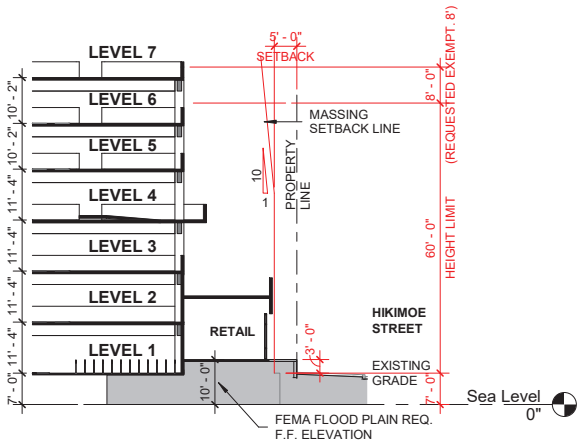 5' - 0"
SETBACK
LEVEL 7
LEVEL 6
LEVEL 5
LEVEL 4
LEVEL 3
LEVEL 2
LEVEL 1
10' - 2"
10' - 2"
11' - 4"
11' - 4"
11' - 4"
11' - 4"
7' - 0"
MASSING
SETBACK LINE
10
1
PROPERTY
LINE
8' - 0"
(REQUESTED EXEMPT. 8')
60' - 0"
HEIGHT LIMIT
RETAIL
HIKIMOE
STREET
3' - 0"
EXISTING
GRADE
10' - 0"
7' - 0"
Sea Level
0"
FEMA FLOOD PLAIN REQ.
F.F. ELEVATION